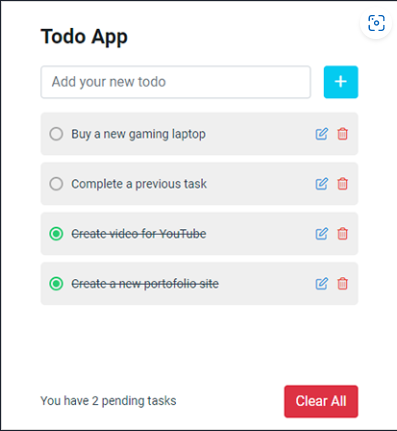 Todo App
Add your new todo
+
Buy a new gaming laptop
Complete a previous task
Create video for YouTube
Create a new portofolio site
You have 2 pending tasks
Clear All